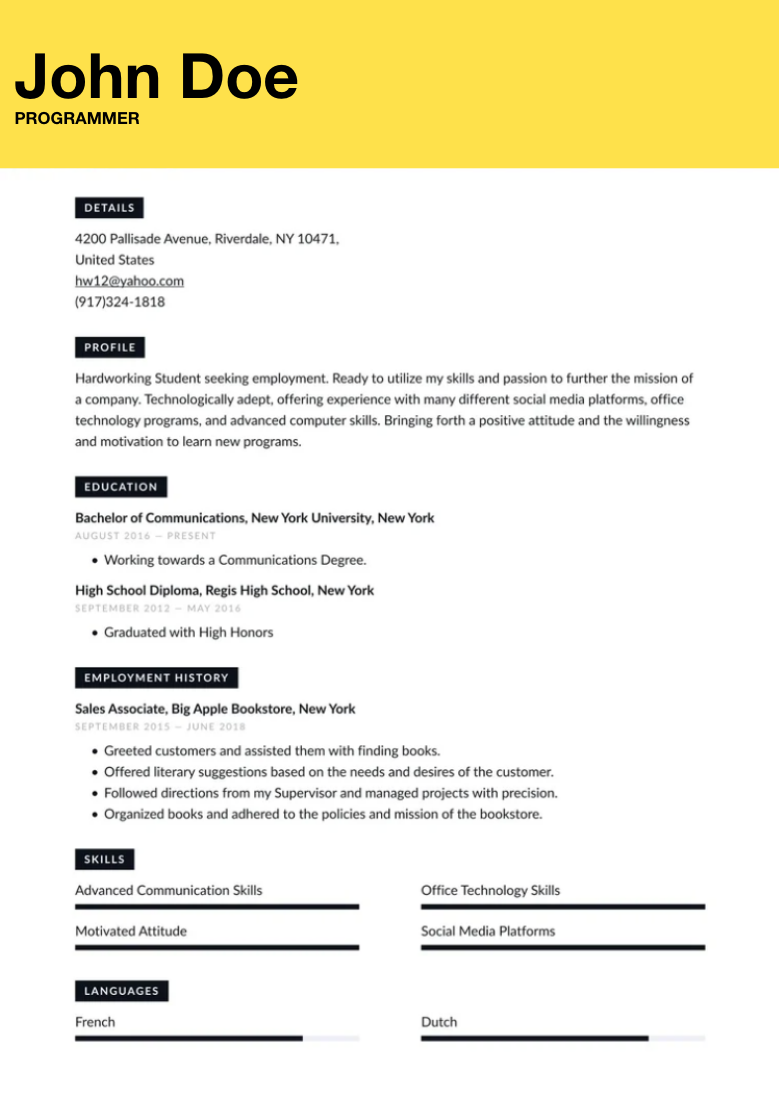 John Doe
PROGRAMMER
DETAILS
4200 Pallisade Avenue, Riverdale, NY 10471,
United States
hw12@yahoo.com
(917)324-1818
PROFILE
Hardworking Student seeking employment. Ready to utilize my skills and passion to further the mission of
a company. Technologically adept, offering experience with many different social media platforms, office
technology programs, and advanced computer skills. Bringing forth a positive attitude and the willingness
and motivation to learn new programs.
EDUCATION
Bachelor of Communications, New York University, New York
AUGUST 2016 — PRESENT
• Working towards a Communications Degree.
High School Diploma, Regis High School, New York
SEPTEMBER 2012 — MAY 2016
• Graduated with High Honors
EMPLOYMENT HISTORY
Sales Associate, Big Apple Bookstore, New York
SEPTEMBER 2015 — JUNE 2018
• Greeted customers and assisted them with finding books.
• Offered literary suggestions based on the needs and desires of the customer.
• Followed directions from my Supervisor and managed projects with precision.
• Organized books and adhered to the policies and mission of the bookstore.
SKILLS
Advanced Communication Skills
Office Technology Skills
Motivated Attitude
Social Media Platforms
LANGUAGES
French
Dutch